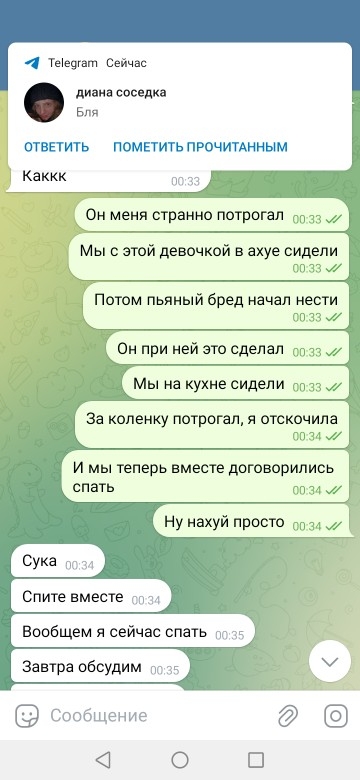 Telegram Сейчас
диана соседка
Бля
ОТВЕТИТЬ ПОМЕТИТЬ ПРОЧИТАННЫМ
Каккк 00:33
Он меня странно потрогал 00:33
Мы с этой девочкой в ахуе сидели
00:33
Потом пьяный бред начал нести
00:33
Он при ней это сделал 00:33
Мы на кухне сидели 00:33
За коленку потрогал, я отскочила
00:34
И мы теперь вместе договорились
спать 00:34
Ну нахуй просто 00:34
Сука 00:34
Спите вместе 00:34
Вообщем я сейчас спать 00:35
Завтра обсудим 00:35
Сообщение